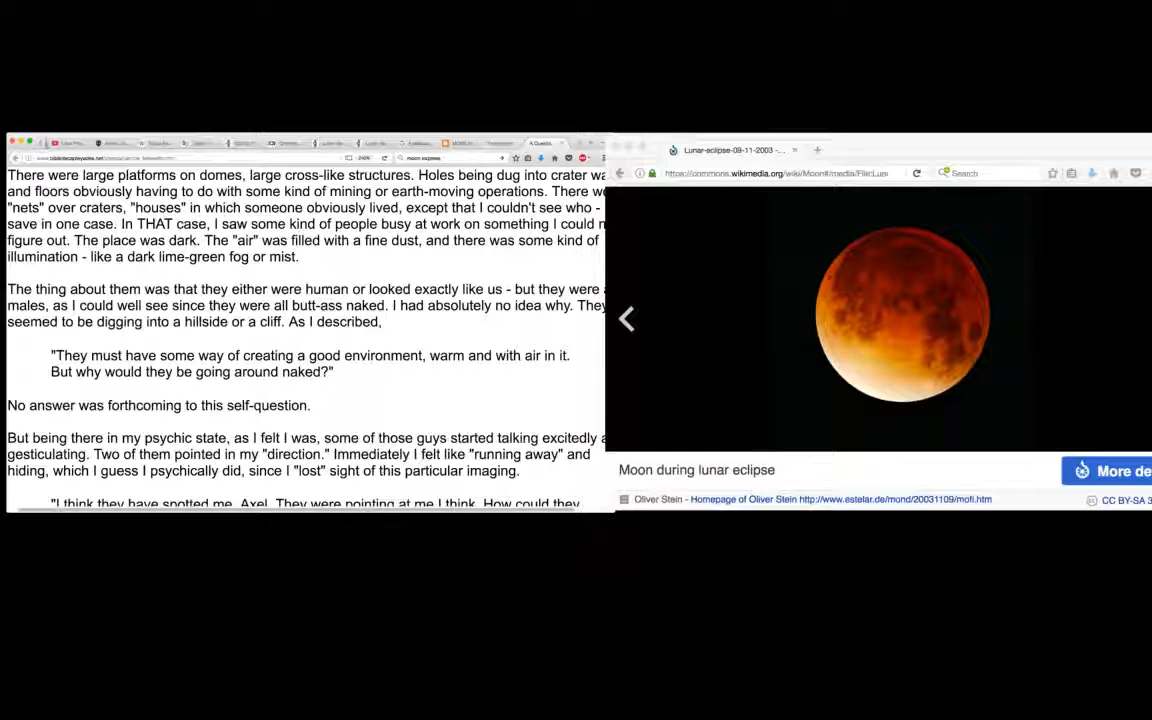 moon express
There were large platforms on domes, large cross-like structures. Holes being dug into crater
and floors obviously having to do with some kind of mining or earth-moving operations. There
"nets" over craters, "houses" in which someone obviously lived, except that I couldn't see who -
save in one case. In THAT case, I saw some kind of people busy at work on something I could
figure out. The place was dark. The "air" was filled with a fine dust, and there was some kind of
illumination - like a dark lime-green fog or mist.
The thing about them was that they either were human or looked exactly like us - but they were
males, as I could well see since they were all butt-ass naked. I had absolutely no idea why. They
seemed to be digging into a hillside or a cliff. As I described,
"They must have some way of creating a good environment, warm and with air in it.
But why would they be going around naked?"
No answer was forthcoming to this self-question.
But being there in my psychic state, as I felt I was, some of those guys started talking excitedly
gesticulating. Two of them pointed in my "direction." Immediately I felt like "running away" and
hiding, which I guess I psychically did, since I "lost" sight of this particular imaging.
"I think they have spotted me, Axel. They were pointing at me I think. How could they
Lunar-eclipse-09-11-2003 -...
https://commons.wikimedia.org/wiki/Moon#/media/File:Lun
Search
Moon during lunar eclipse
More de
Oliver Stein - Homepage of Oliver Stein http://www.estelar.de/mond/20031109/mofi.htm
CC BY-SA 3